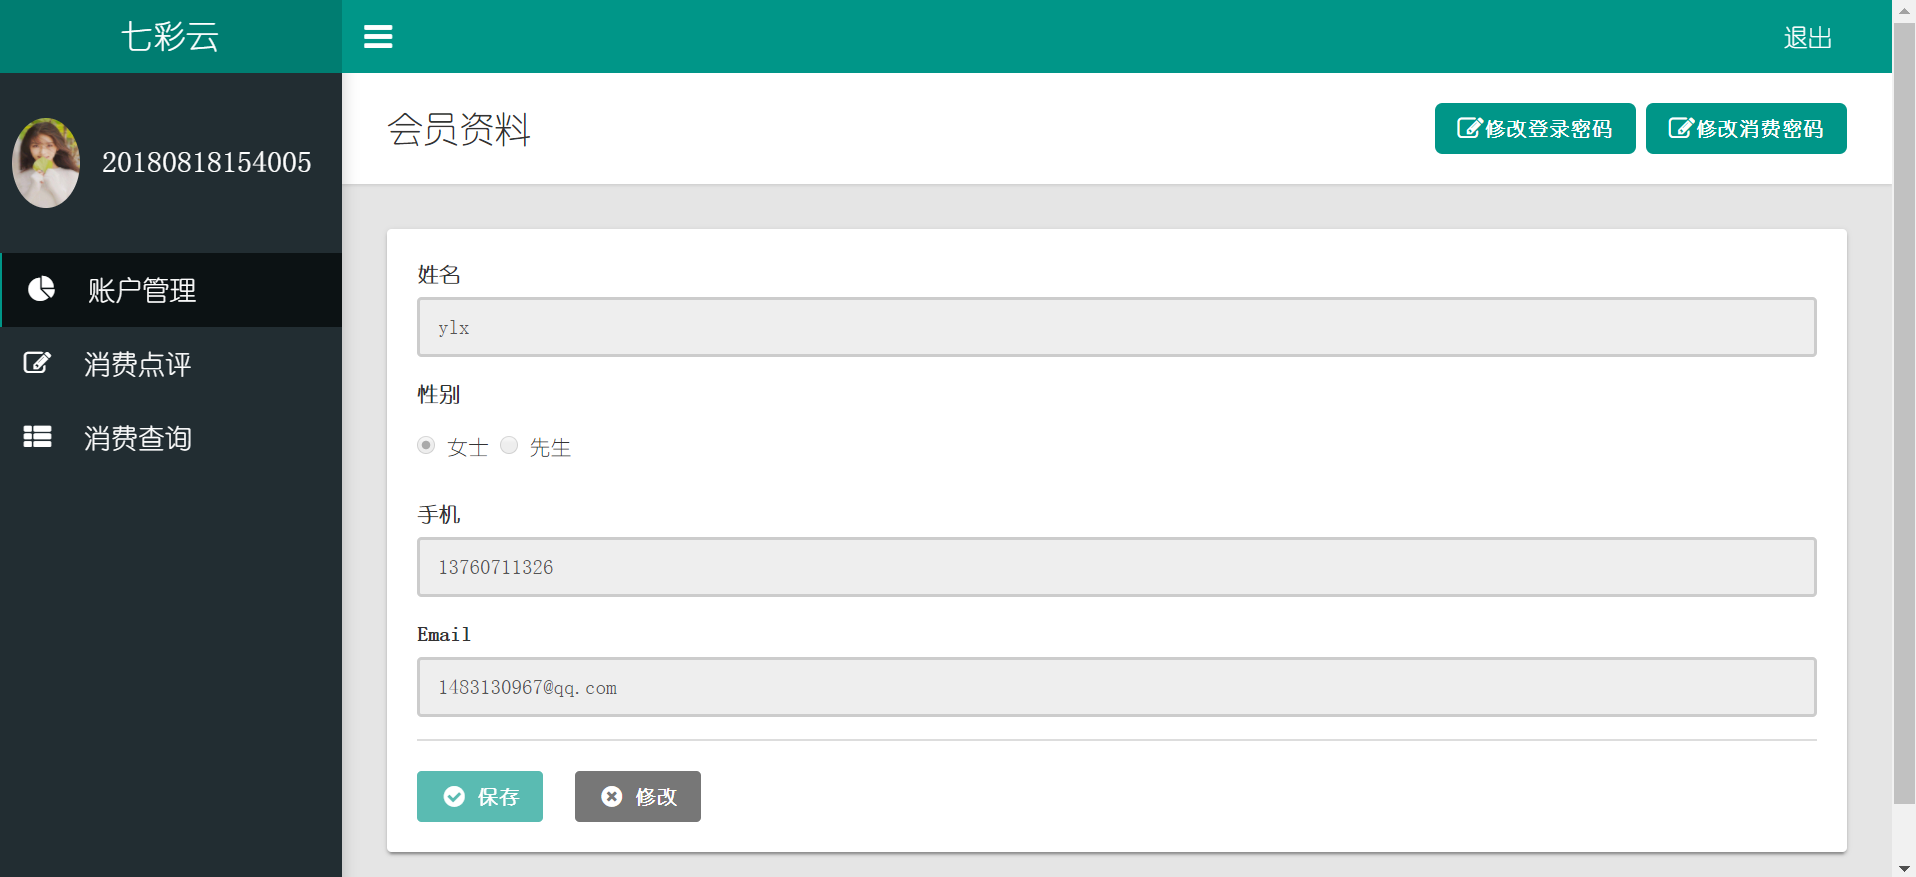 七彩云
退出
20180818154005
账户管理
消费点评
消费查询
会员资料
修改登录密码
修改消费密码
姓名
ylx
性别
女士 先生
手机
13760711326
Email
1483130967@qq.com
保存 修改